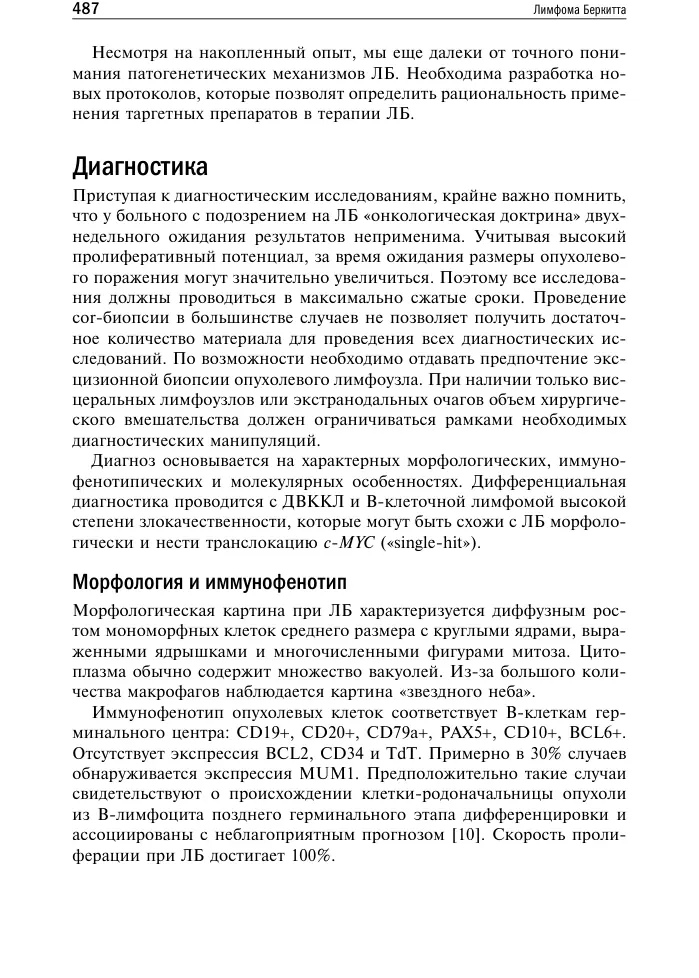 487
Лимфома Беркитта
Несмотря на накопленный опыт, мы еще далеки от точного пони-
мания патогенетических механизмов ЛБ. Необходима разработка но-
вых протоколов, которые позволят определить рациональность приме-
нения таргетных препаратов в терапии ЛБ.
Диагностика
Приступая к диагностическим исследованиям, крайне важно помнить,
что у больного с подозрением на ЛБ «онкологическая доктрина» двух-
недельного ожидания результатов неприменима. Учитывая высокий
пролиферативный потенциал, за время ожидания размеры опухолево-
го поражения могут значительно увеличиться. Поэтому все исследова-
ния должны проводиться в максимально сжатые сроки. Проведение
cor-биопсии в большинстве случаев не позволяет получить достаточ-
ное количество материала для проведения всех диагностических ис-
следований. По возможности необходимо отдавать предпочтение экс-
цизионной биопсии опухолевого лимфоузла. При наличии только вис-
церальных лимфоузлов или экстранодальных очагов объем хирургиче-
ского вмешательства должен ограничиваться рамками необходимых
диагностических манипуляций.
Диагноз основывается на характерных морфологических, иммуно-
фенотипических и молекулярных особенностях. Дифференциальная
диагностика проводится с ДВККЛ и В-клеточной лимфомой высокой
степени злокачественности, которые могут быть схожи с ЛБ морфоло-
гически и нести транслокацию c-MYC («single-hit»).
Морфология и иммунофенотип
Морфологическая картина при ЛБ характеризуется диффузным рос-
том мономорфных клеток среднего размера с круглыми ядрами, выра-
женными ядрышками и многочисленными фигурами митоза. Цито-
плазма обычно содержит множество вакуолей. Из-за большого коли-
чества макрофагов наблюдается картина «звездного неба».
Иммунофенотип опухолевых клеток соответствует В-клеткам гер-
минального центра: CD19+, CD20+, CD79a+, PAX5+, CD10+, BCL6+.
Отсутствует экспрессия BCL2, CD34 и TdT. Примерно в 30% случаев
обнаруживается экспрессия MUM1. Предположительно такие случаи
свидетельствуют о происхождении клетки-родоначальницы опухоли
из В-лимфоцита позднего герминального этапа дифференцировки и
ассоциированы с неблагоприятным прогнозом [10]. Скорость проли-
ферации при ЛБ достигает 100%.